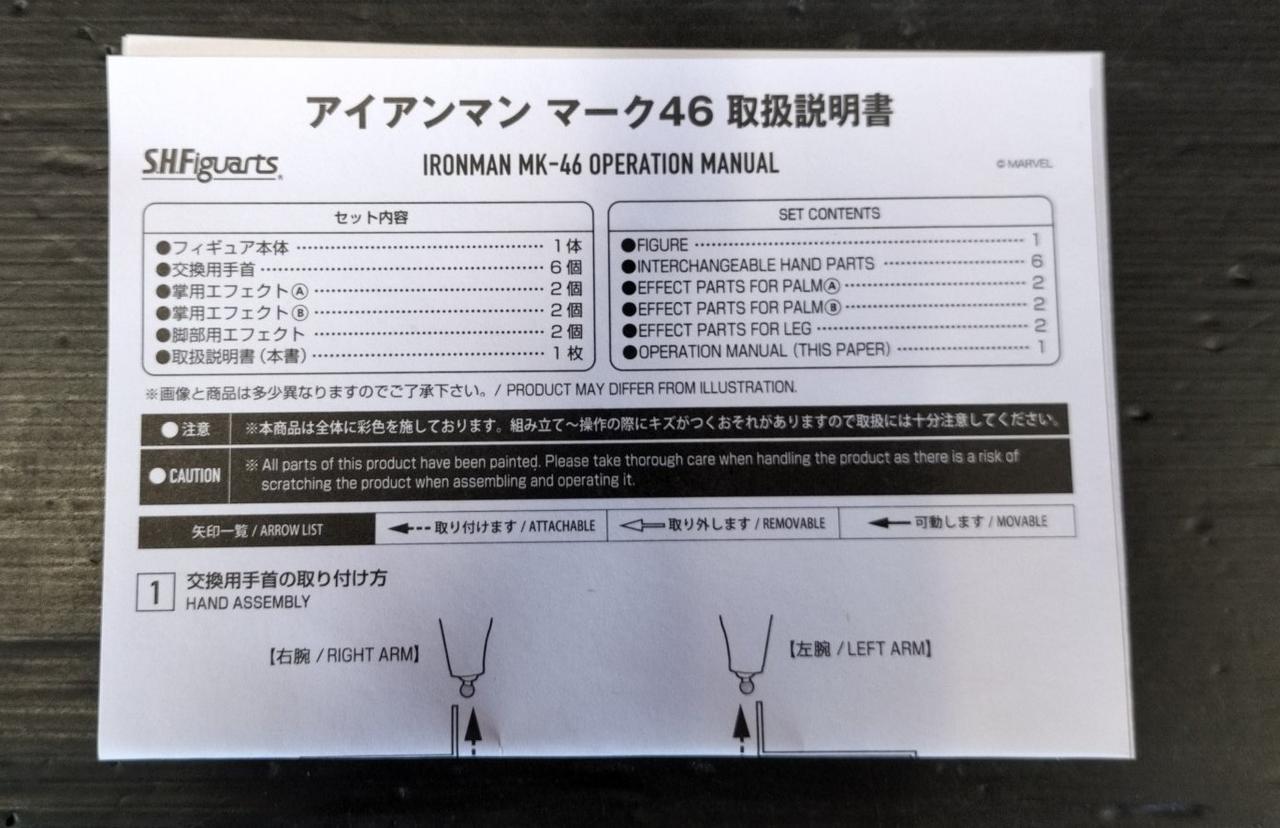 アイアンマン マーク46 取扱説明書
S.H.Figuarts
IRONMAN MK-46 OPERATION MANUAL
© MARVEL
セット内容
●フィギュア本体 1体
●交換用手首 6個
●掌用エフェクトⒶ 2個
●掌用エフェクトⒷ 2個
●脚部用エフェクト 2個
●取扱説明書（本書） 1枚
SET CONTENTS
●FIGURE 1
●INTERCHANGEABLE HAND PARTS 6
●EFFECT PARTS FOR PALMⒶ 2
●EFFECT PARTS FOR PALMⒷ 2
●EFFECT PARTS FOR LEG 2
●OPERATION MANUAL (THIS PAPER) 1
※画像と商品は多少異なりますのでご了承下さい。/ PRODUCT MAY DIFFER FROM ILLUSTRATION.
●注意 ※本商品は全体に彩色を施しております。組み立て〜操作の際にキズがつくおそれがありますので取扱には十分注意してください。
●CAUTION ※ All parts of this product have been painted. Please take thorough care when handling the product as there is a risk of
scratching the product when assembling and operating it.
矢印一覧 / ARROW LIST 取り付けます / ATTACHABLE 取り外します / REMOVABLE 可動します / MOVABLE
1 交換用手首の取り付け方
HAND ASSEMBLY
【右腕 / RIGHT ARM】
【左腕 / LEFT ARM】